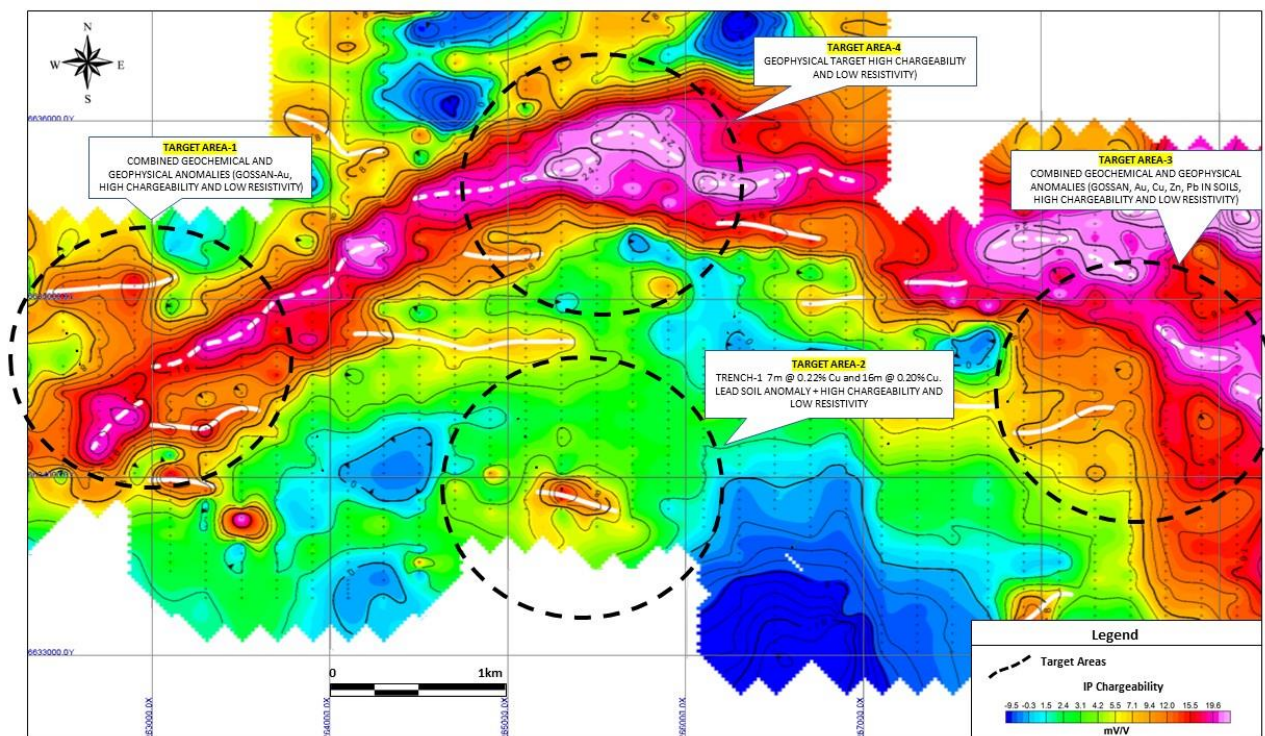 N
W E
S
TARGET AREA-4
GEOPHYSICAL TARGET HIGH CHARGEABILITY
AND LOW RESISTIVITY)
6636000.0Y
TARGET AREA-1
COMBINED GEOCHEMICAL AND
GEOPHYSICAL ANOMALIES (GOSSAN-Au,
HIGH CHARGEABILITY AND LOW RESISTIVITY)
TARGET AREA-3
COMBINED GEOCHEMICAL AND GEOPHYSICAL
ANOMALIES (GOSSAN, Au, Cu, Zn, Pb IN SOILS,
HIGH CHARGEABILITY AND LOW RESISTIVITY)
TARGET AREA-2
TRENCH-1 7m @ 0.22% Cu and 16m @ 0.20% Cu.
LEAD SOIL ANOMALY + HIGH CHARGEABILITY AND
LOW RESISTIVITY
6633000.0Y
0 1km
Legend
Target Areas
IP Chargeability
-9.5 -0.3 1.5 2.4 3.1 4.2 5.5 7.1 9.4 12.0 15.5 19.6
mV/V